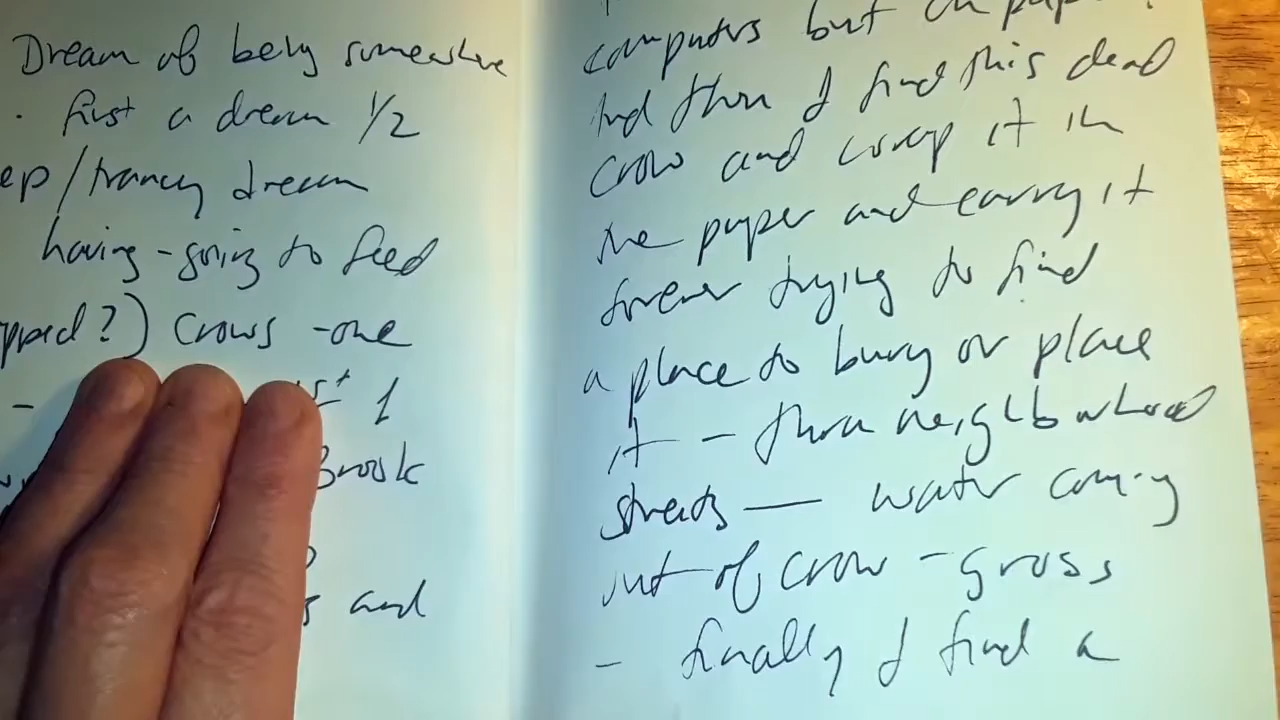 Dream of being somewhere
· first a dream 1/2
ep/trancy dream
having - going to feed
pped?) crows - one
- 1
Brook
and
computers but on
And then I find this dead
crow and wrap it in
the paper and carry it
forever trying to find
a place to bury or place
it - thru neighborhood
streets — water coming
out of crow - gross
- finally I find a